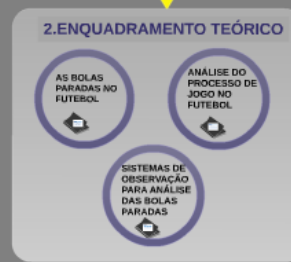 2.ENQUADRAMENTO TEÓRICO
AS BOLAS
PARADAS NO
FUTEBOL
ANÁLISE DO
PROCESSO DE
JOGO NO
FUTEBOL
SISTEMAS DE
OBSERVAÇÃO
PARA ANÁLISE
DAS BOLAS
PARADAS